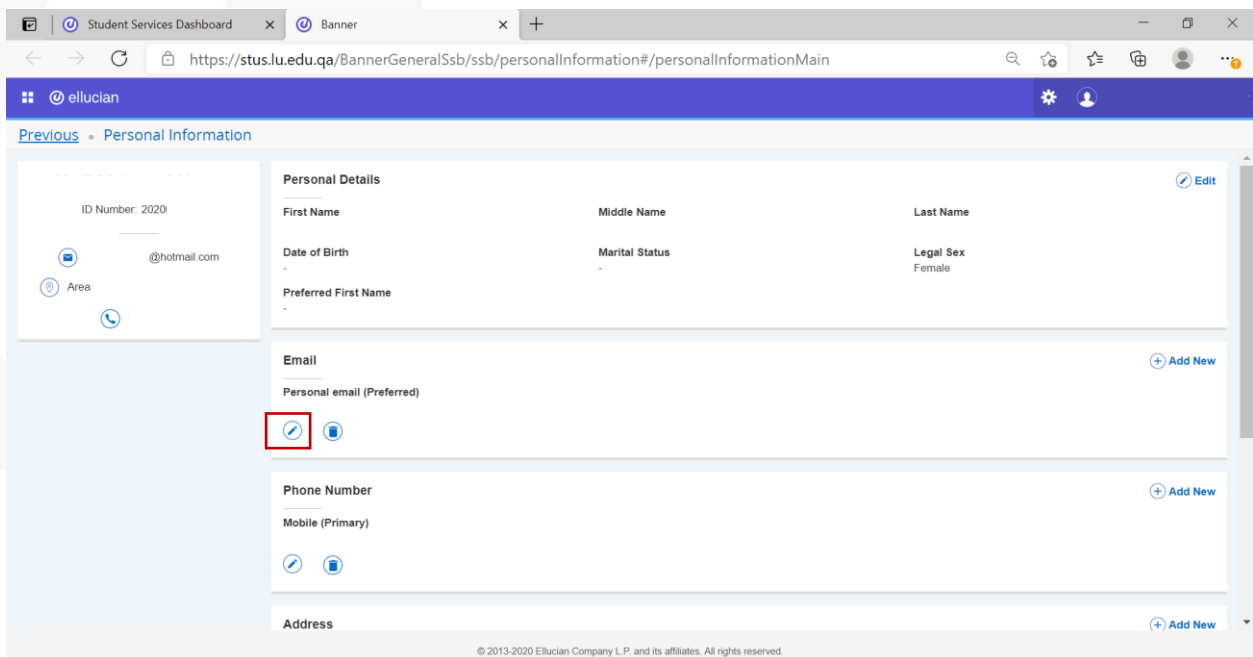 Student Services Dashboard
Banner
https://stus.lu.edu.qa/BannerGeneralSsb/ssb/personalInformation#/personalInformationMain
ellucian
Previous • Personal Information
ID Number: 2020
@hotmail.com
Area
Personal Details
Edit
First Name
Middle Name
Last Name
Date of Birth
Marital Status
Legal Sex
-
-
Female
Preferred First Name
-
Email
Add New
Personal email (Preferred)
Phone Number
Add New
Mobile (Primary)
Address
Add New
© 2013-2020 Ellucian Company L.P. and its affiliates. All rights reserved.